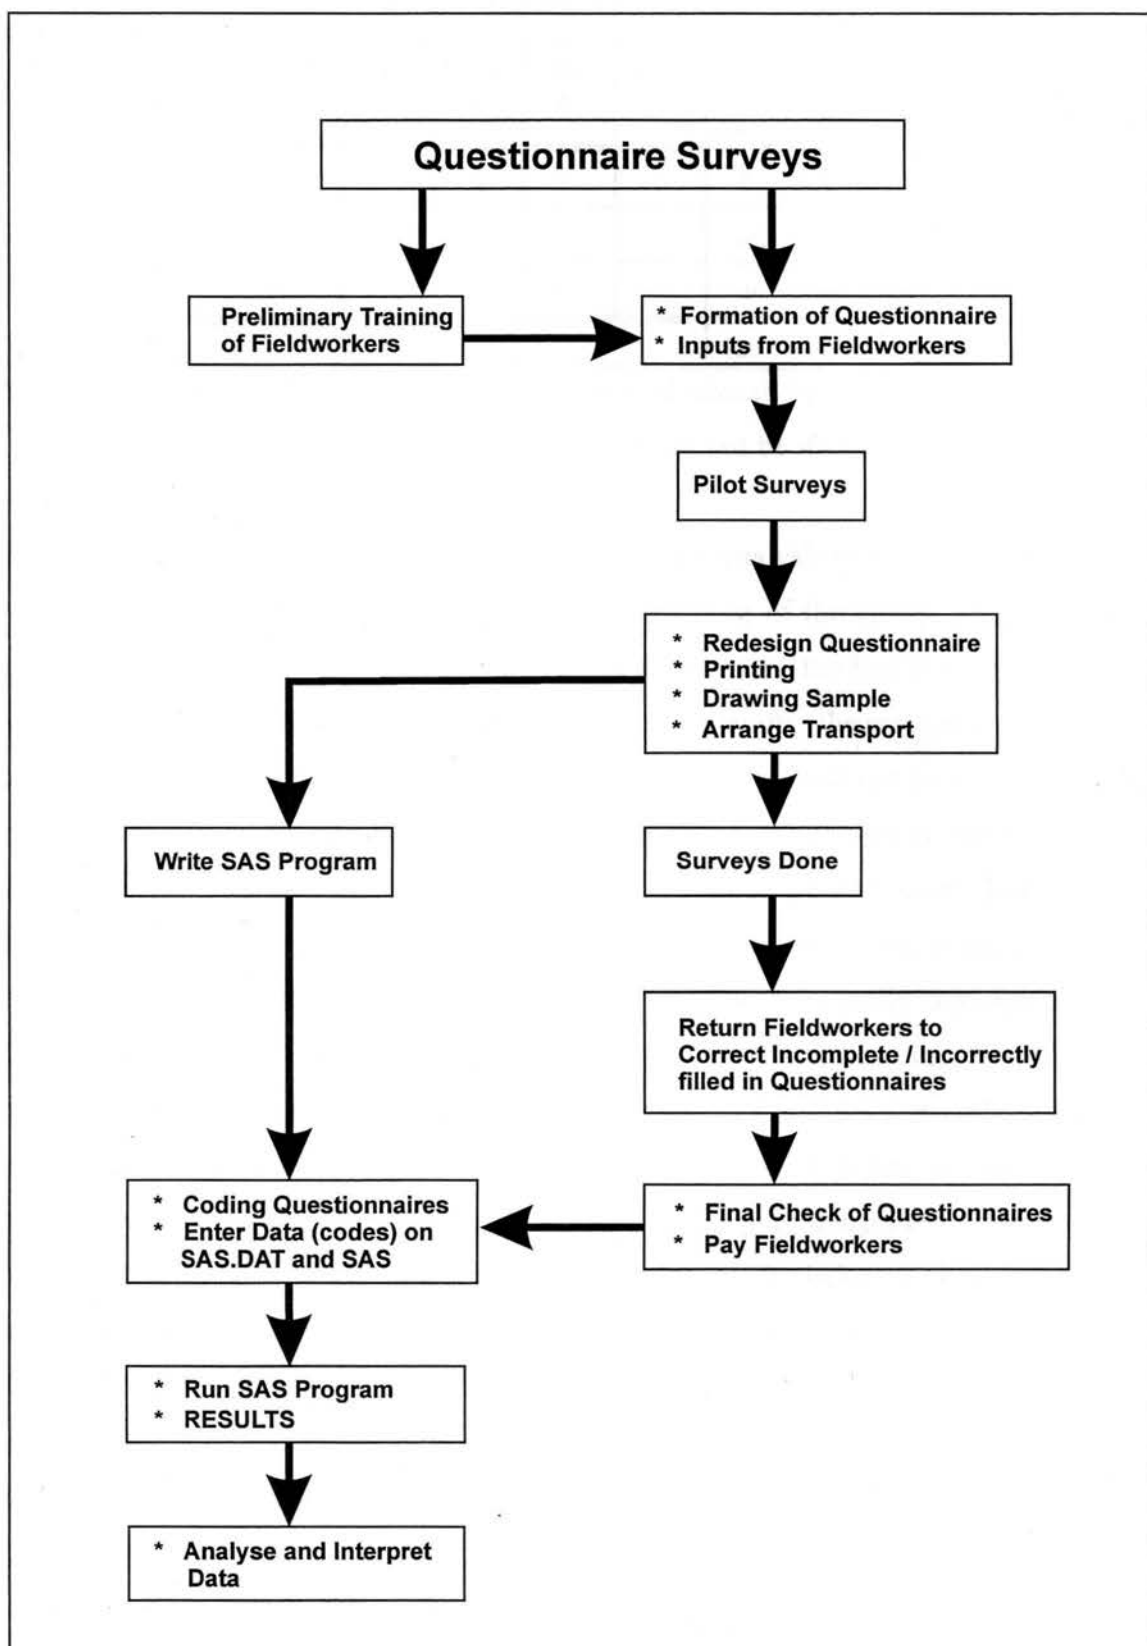 Questionnaire Surveys
Preliminary Training
of Fieldworkers
* Formation of Questionnaire
* Inputs from Fieldworkers
Pilot Surveys
* Redesign Questionnaire
* Printing
* Drawing Sample
* Arrange Transport
Write SAS Program
Surveys Done
Return Fieldworkers to
Correct Incomplete / Incorrectly
filled in Questionnaires
* Coding Questionnaires
* Enter Data (codes) on
SAS.DAT and SAS
* Final Check of Questionnaires
* Pay Fieldworkers
* Run SAS Program
* RESULTS
* Analyse and Interpret
Data